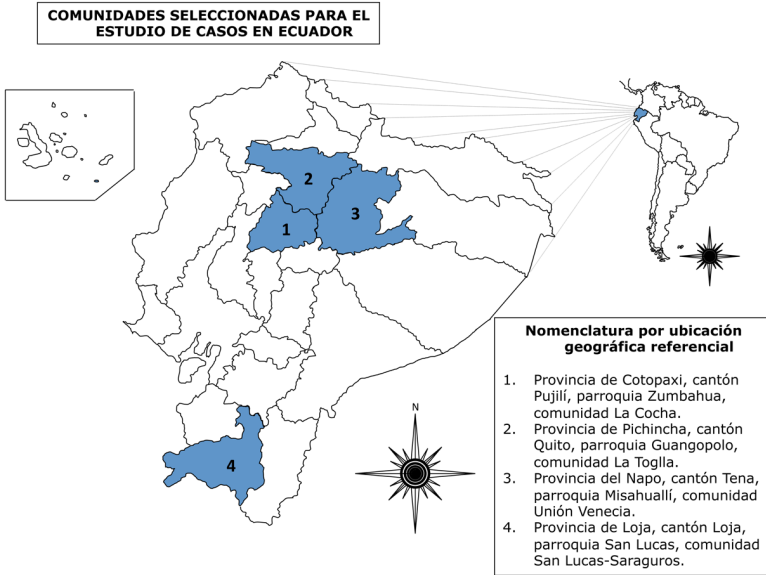 COMUNIDADES SELECCIONADAS PARA EL
ESTUDIO DE CASOS EN ECUADOR
2
3
1
4
N
Nomenclatura por ubicación
geográfica referencial
1. Provincia de Cotopaxi, cantón
Pujilí, parroquia Zumbahua,
comunidad La Cocha.
2. Provincia de Pichincha, cantón
Quito, parroquia Guangopolo,
comunidad La Toglla.
3. Provincia del Napo, cantón Tena,
parroquia Misahuallí, comunidad
Unión Venecia.
4. Provincia de Loja, cantón Loja,
parroquia San Lucas, comunidad
San Lucas-Saraguros.